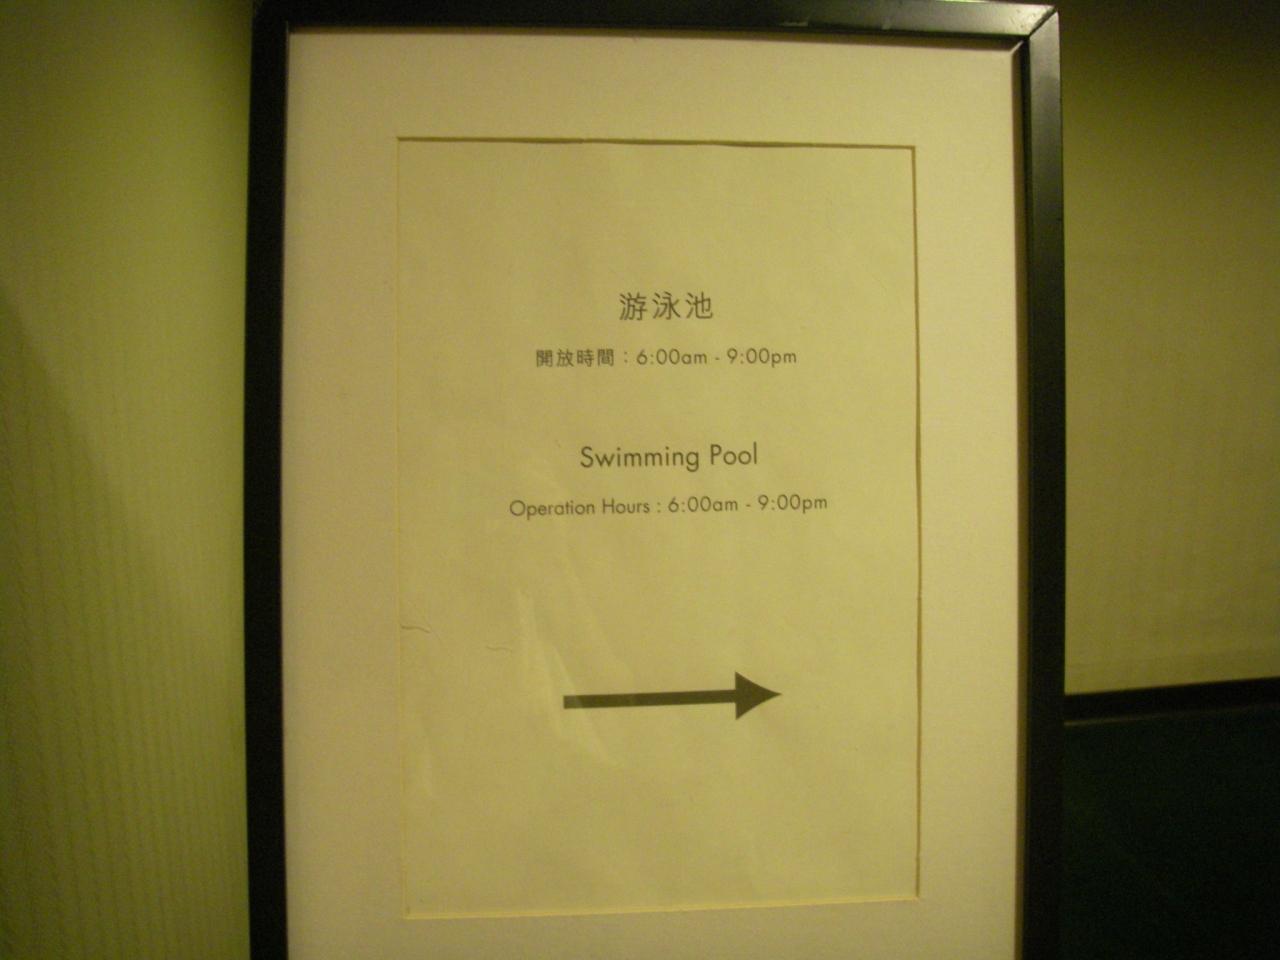 游泳池
開放時間：6:00am - 9:00pm
Swimming Pool
Operation Hours : 6:00am - 9:00pm